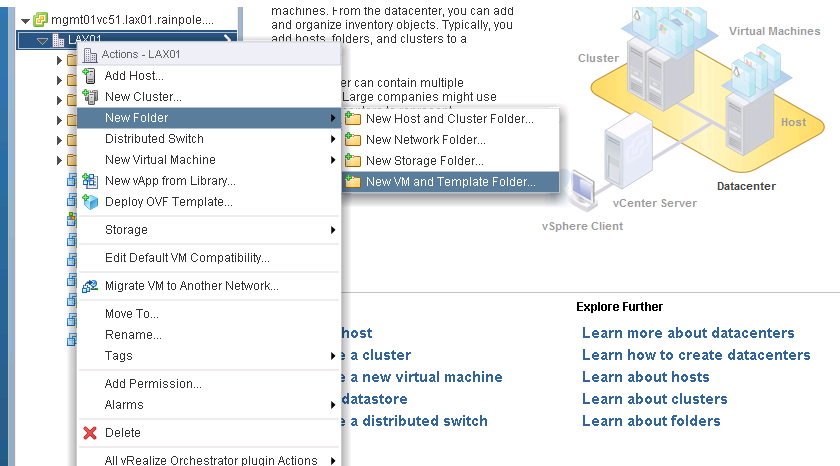 mgmt01vc51.lax01.rainpole....
LAX01
Actions - LAX01
Add Host...
New Cluster...
New Folder
Distributed Switch
New Virtual Machine
New vApp from Library...
Deploy OVF Template...
Storage
Edit Default VM Compatibility...
Migrate VM to Another Network...
Move To...
Rename...
Tags
Add Permission...
Alarms
Delete
All vRealize Orchestrator plugin Actions
New Host and Cluster Folder...
New Network Folder...
New Storage Folder...
New VM and Template Folder...
machines. From the datacenter, you can add
and organize inventory objects. Typically, you
add hosts, folders, and clusters to a
can contain multiple
Large companies might use
Cluster
Virtual Machines
Host
Datacenter
vCenter Server
vSphere Client
host
a cluster
a new virtual machine
datastore
a distributed switch
Explore Further
Learn more about datacenters
Learn how to create datacenters
Learn about hosts
Learn about clusters
Learn about folders